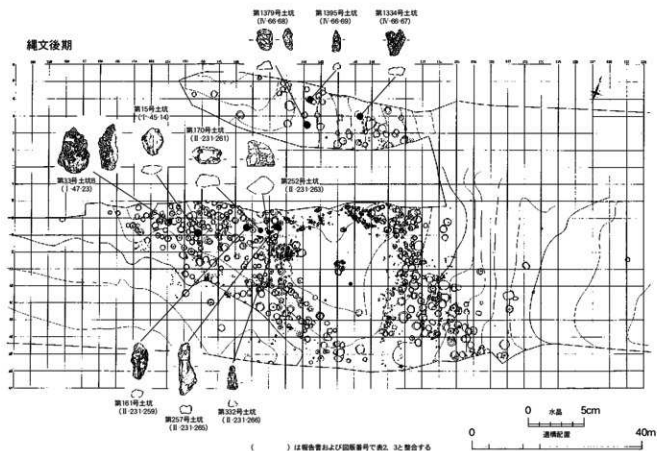 縄文後期
第1379号土坑
(Ⅳ-66-68)
第1395号土坑
(Ⅳ-66-69)
第1334号土坑
(Ⅳ-66-67)
第15号土坑
(Ⅰ-45-14)
第170号土坑
(Ⅱ-231-261)
第33号土坑B
(Ⅰ-47-23)
第252号土坑
(Ⅱ-231-263)
第161号土坑
(Ⅱ-231-259)
第257号土坑
(Ⅱ-231-265)
第332号土坑
(Ⅱ-231-266)
0 水晶 5cm
遺構配置
0 40m
( )は報告書および図版番号で表2、3と整合する